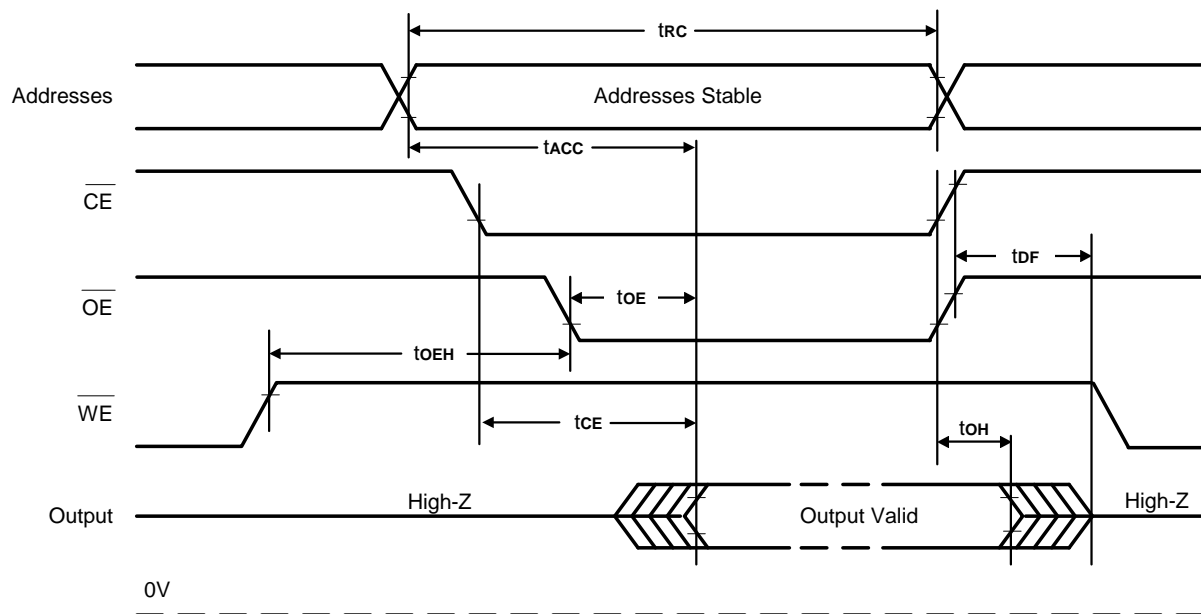 tRC
Addresses
Addresses Stable
tACC
CE
tDF
OE
tOE
tOEH
WE
tCE
tOH
High-Z
High-Z
Output
Output Valid
0V